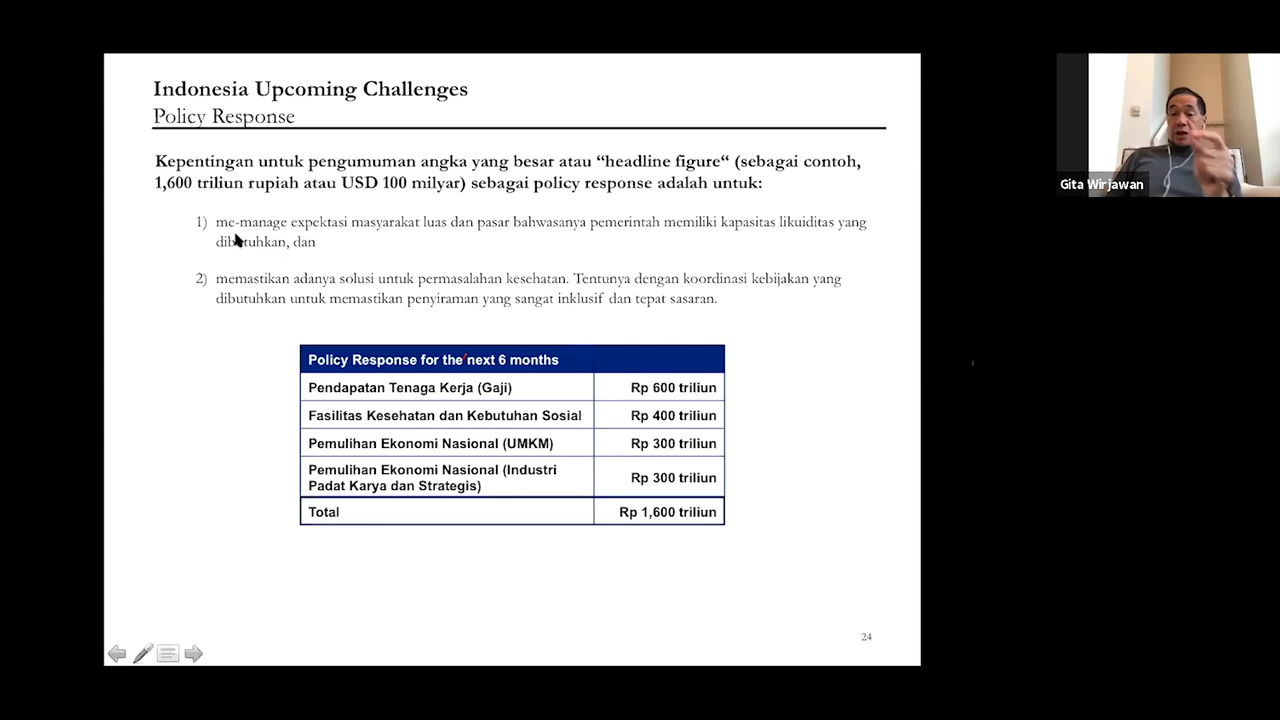 Indonesia Upcoming Challenges
Policy Response
Kepentingan untuk pengumuman angka yang besar atau “headline figure“ (sebagai contoh,
1,600 triliun rupiah atau USD 100 milyar) sebagai policy response adalah untuk:
1) me-manage expektasi masyarakat luas dan pasar bahwasanya pemerintah memiliki kapasitas likuiditas yang
dibutuhkan, dan
2) memastikan adanya solusi untuk permasalahan kesehatan. Tentunya dengan koordinasi kebijakan yang
dibutuhkan untuk memastikan penyiraman yang sangat inklusif dan tepat sasaran.
Policy Response for the next 6 months
Pendapatan Tenaga Kerja (Gaji) Rp 600 triliun
Fasilitas Kesehatan dan Kebutuhan Sosial Rp 400 triliun
Pemulihan Ekonomi Nasional (UMKM) Rp 300 triliun
Pemulihan Ekonomi Nasional (Industri
Padat Karya dan Strategis) Rp 300 triliun
Total Rp 1,600 triliun
24
Gita Wirjawan